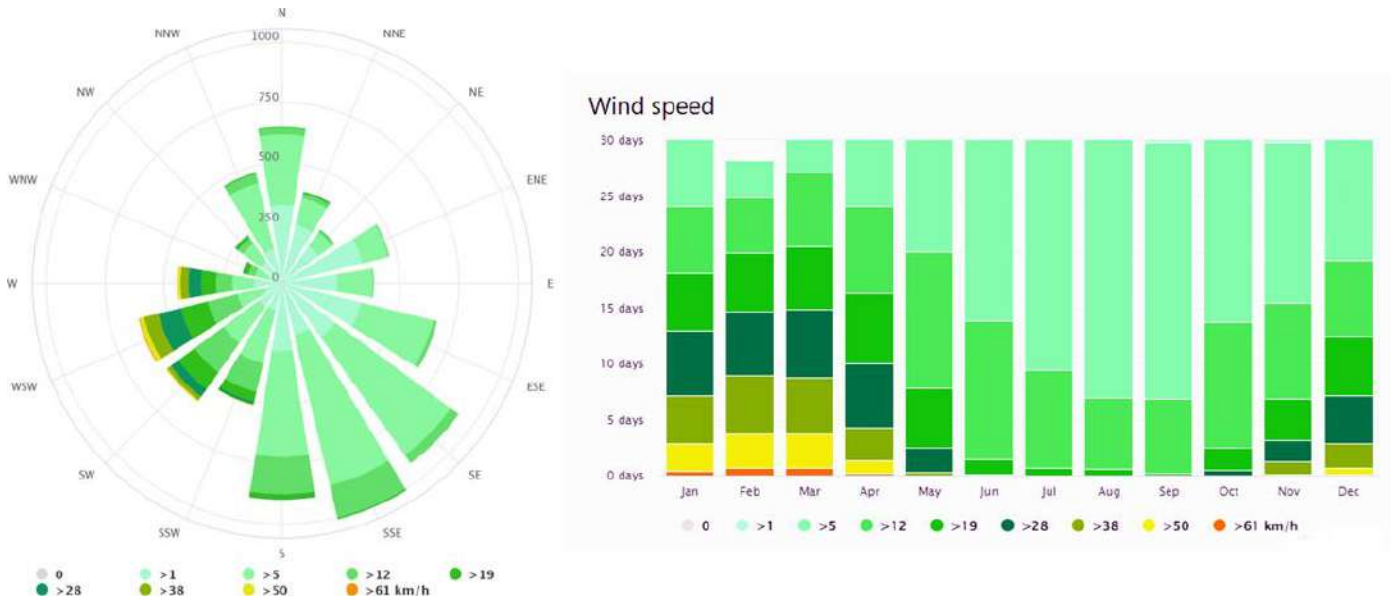 N
NNW
NNE
1000
NW
NE
750
500
WNW
ENE
250
0
W
E
WSW
ESE
SW
SE
SSW
SSE
S
0 >1 >5 >12 >19
>28 >38 >50 >61 km/h
Wind speed
30 days
25 days
20 days
15 days
10 days
5 days
0 days
Jan Feb Mar Apr May Jun Jul Aug Sep Oct Nov Dec
0 >1 >5 >12 >19 >28 >38 >50 >61 km/h